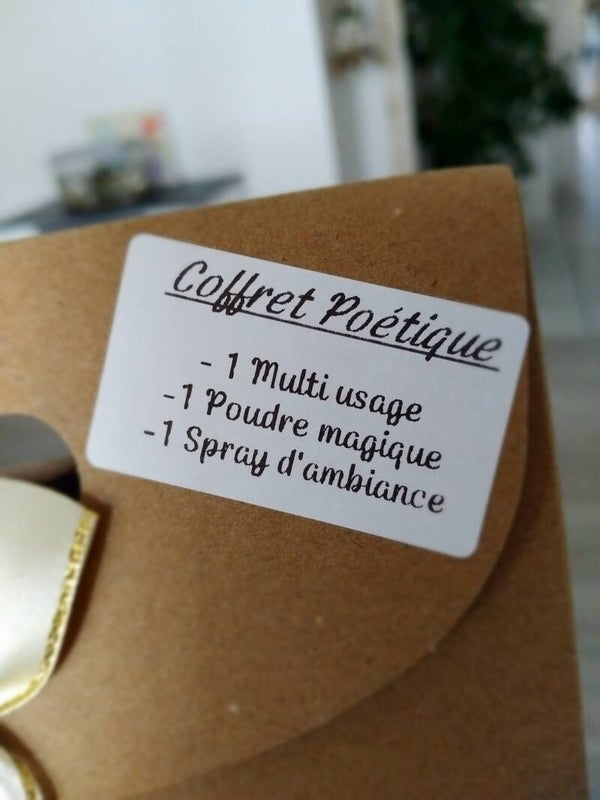 Coffret Poétique
- 1 Multi usage
-1 Poudre magique
-1 Spray d'ambiance